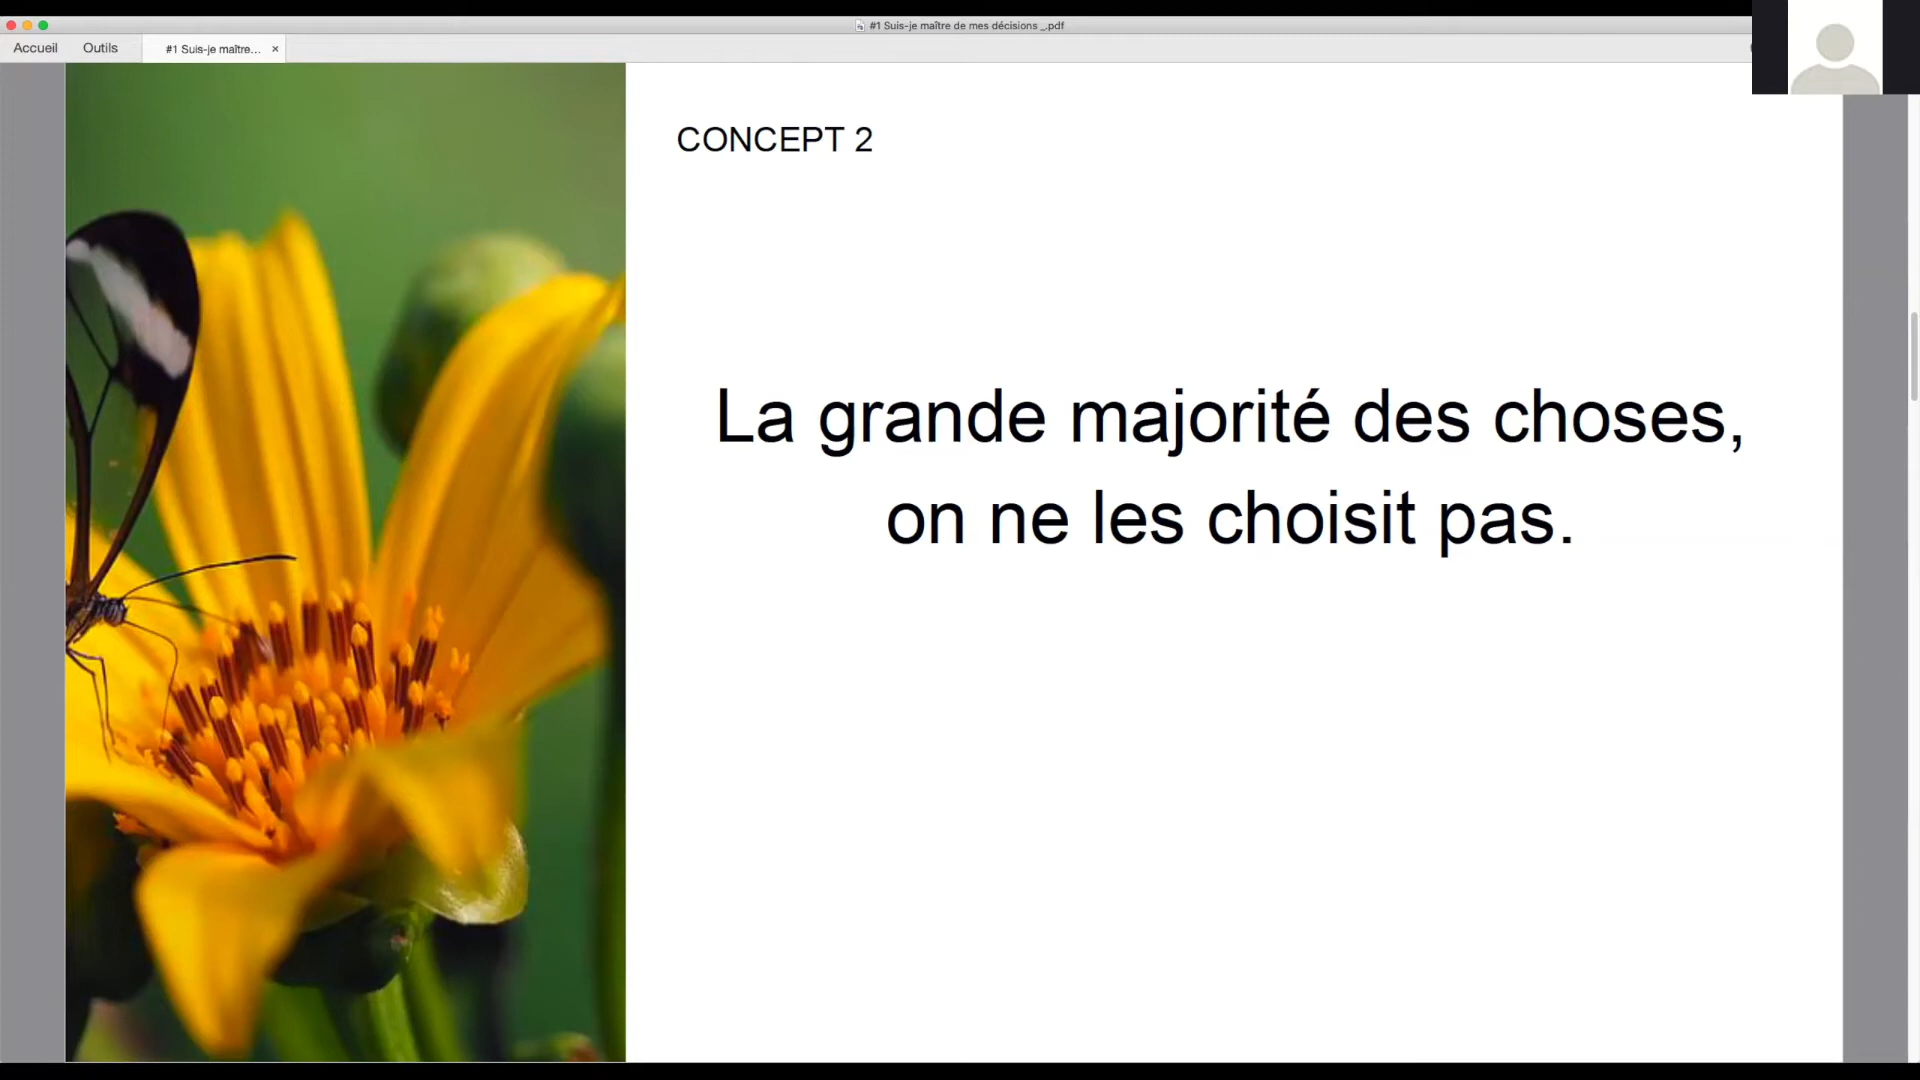 #1 Suis-je maître de mes décisions _.pdf
Accueil Outils #1 Suis-je maître... ×
CONCEPT 2
La grande majorité des choses,
on ne les choisit pas.